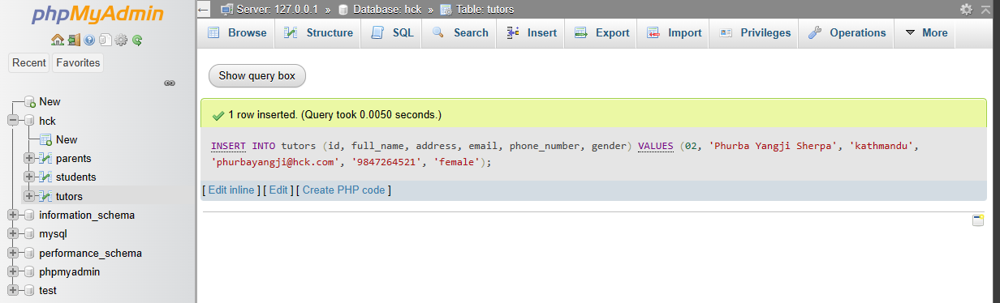 phpMyAdmin
Recent Favorites
New
hck
New
parents
students
tutors
information_schema
mysql
performance_schema
phpmyadmin
test
Server: 127.0.0.1 » Database: hck » Table: tutors
Browse Structure SQL Search Insert Export Import Privileges Operations More
Show query box
1 row inserted. (Query took 0.0050 seconds.)
INSERT INTO tutors (id, full_name, address, email, phone_number, gender) VALUES (02, 'Phurba Yangji Sherpa', 'kathmandu',
'phurbayangji@hck.com', '9847264521', 'female');
[ Edit inline ] [ Edit ] [ Create PHP code ]